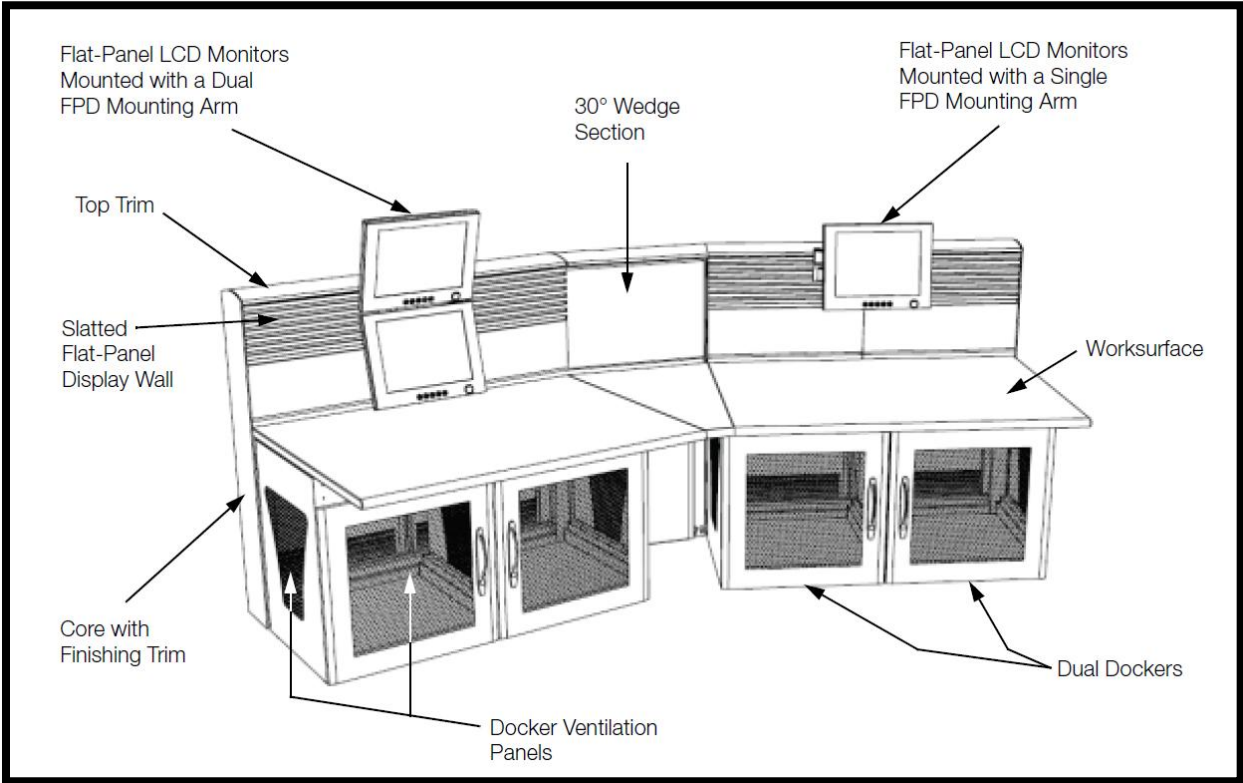 Flat-Panel LCD Monitors
Mounted with a Dual
FPD Mounting Arm
Flat-Panel LCD Monitors
Mounted with a Single
FPD Mounting Arm
30° Wedge
Section
Top Trim
Slatted
Flat-Panel
Display Wall
Worksurface
Core with
Finishing Trim
Dual Dockers
Docker Ventilation
Panels